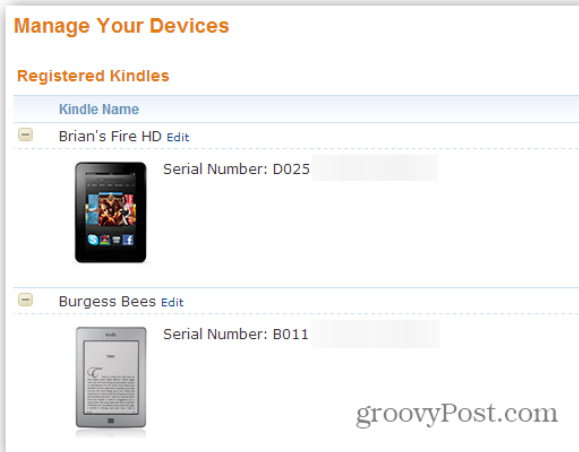 Manage Your Devices
Registered Kindles
Kindle Name
Brian's Fire HD Edit
Serial Number: D025
Burgess Bees Edit
Serial Number: B011
kindle
groovyPost.com